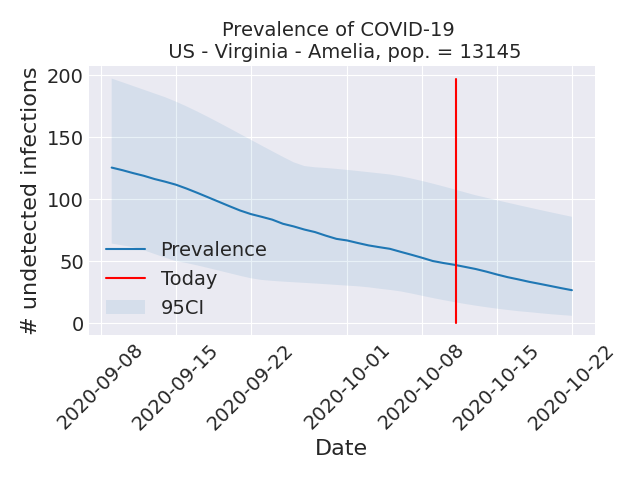 Prevalence of COVID-19
US - Virginia - Amelia, pop. = 13145
# undetected infections
200
150
100
50
0
Prevalence
Today
95CI
2020-09-08
2020-09-15
2020-09-22
2020-10-01
2020-10-08
2020-10-15
2020-10-22
Date